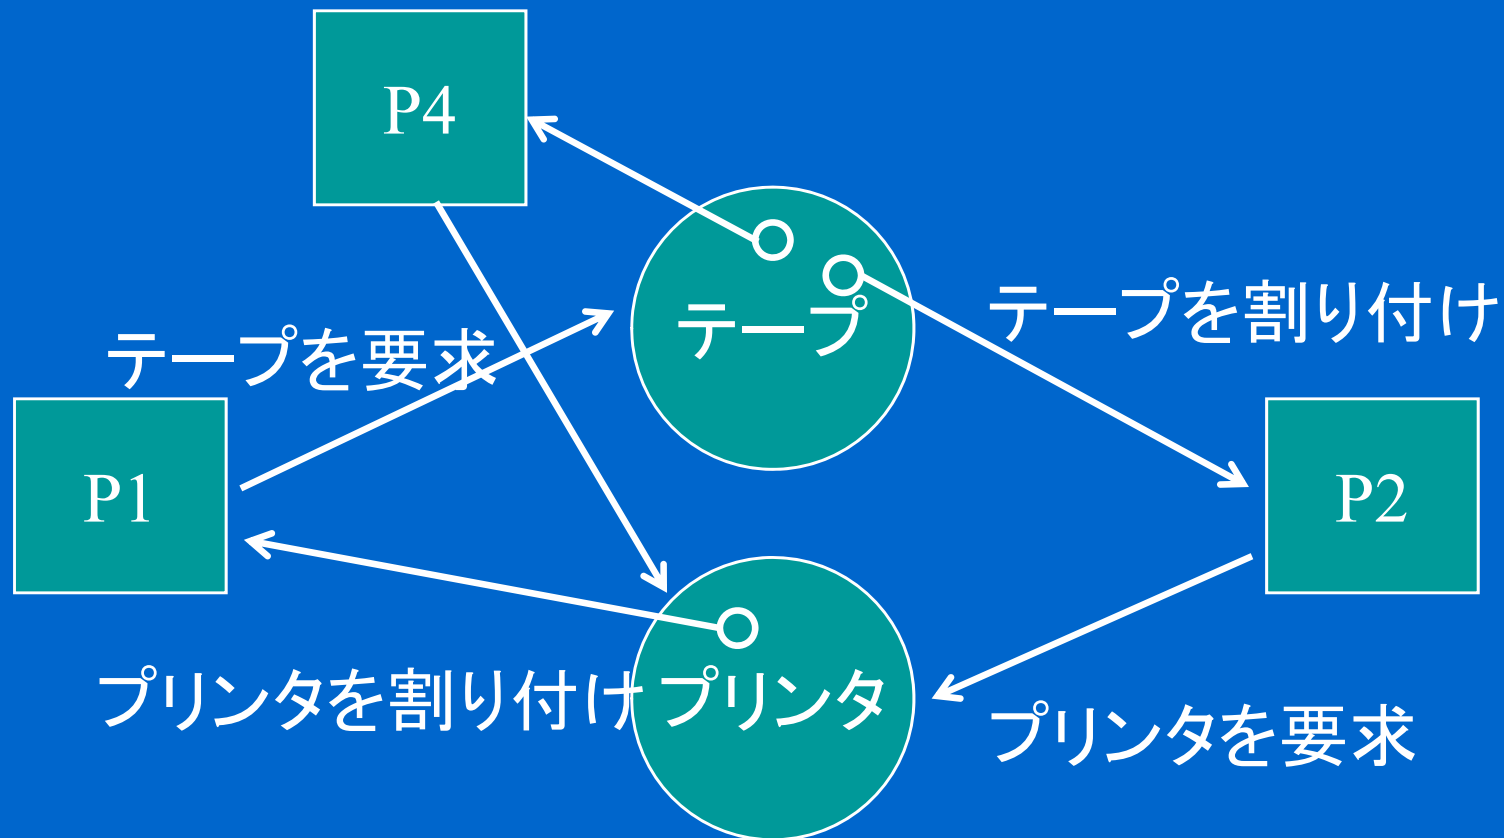 P4
テープ
テープを割り付け
テープを要求
P1
P2
プリンタを割り付け
プリンタ
プリンタを要求